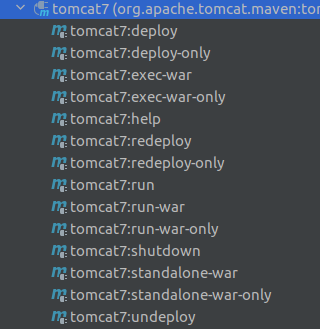 tomcat7 (org.apache.tomcat.maven:to
tomcat7:deploy
tomcat7:deploy-only
tomcat7:exec-war
tomcat7:exec-war-only
tomcat7:help
tomcat7:redeploy
tomcat7:redeploy-only
tomcat7:run
tomcat7:run-war
tomcat7:run-war-only
tomcat7:shutdown
tomcat7:standalone-war
tomcat7:standalone-war-only
tomcat7:undeploy